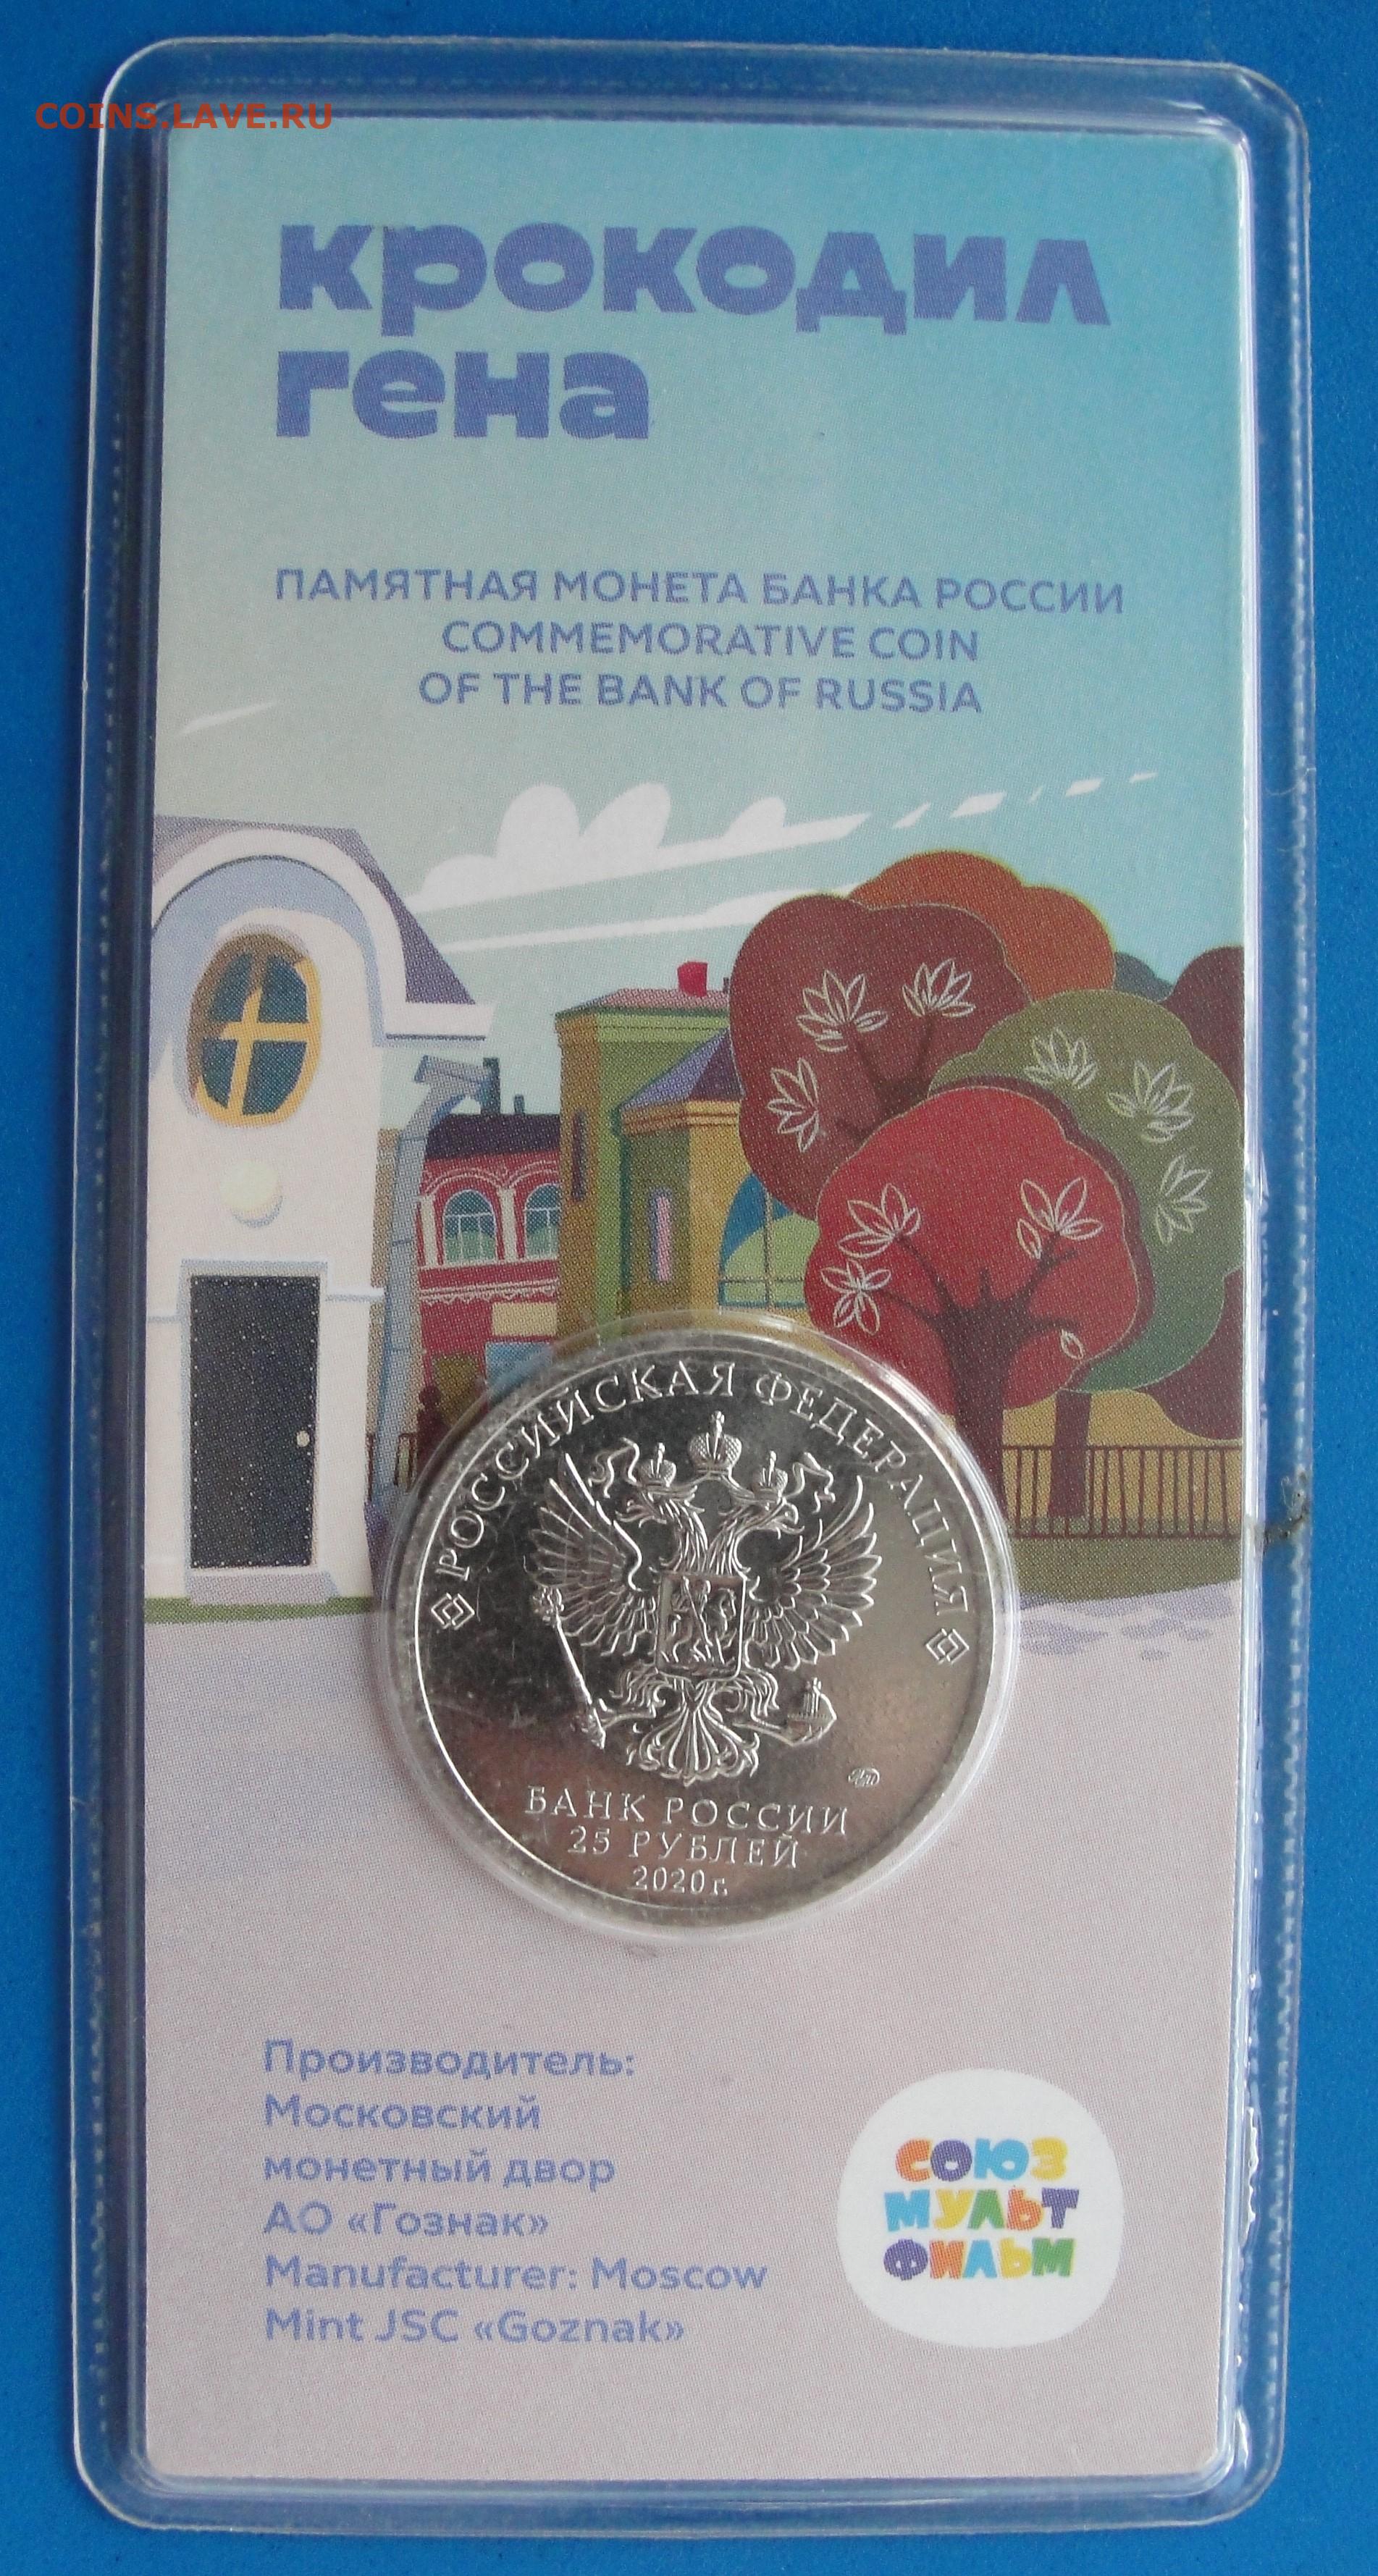 COINS.LAVE.RU
крокодил
гена
ПАМЯТНАЯ МОНЕТА БАНКА РОССИИ
COMMEMORATIVE COIN
OF THE BANK OF RUSSIA
РОССИЙСКАЯ ФЕДЕРАЦИЯ
БАНК РОССИИ
25 РУБЛЕЙ
2020 г.
Производитель:
Московский
монетный двор
АО «Гознак»
Manufacturer: Moscow
Mint JSC «Goznak»
СОЮЗ
МУЛЬТ
ФИЛЬМ